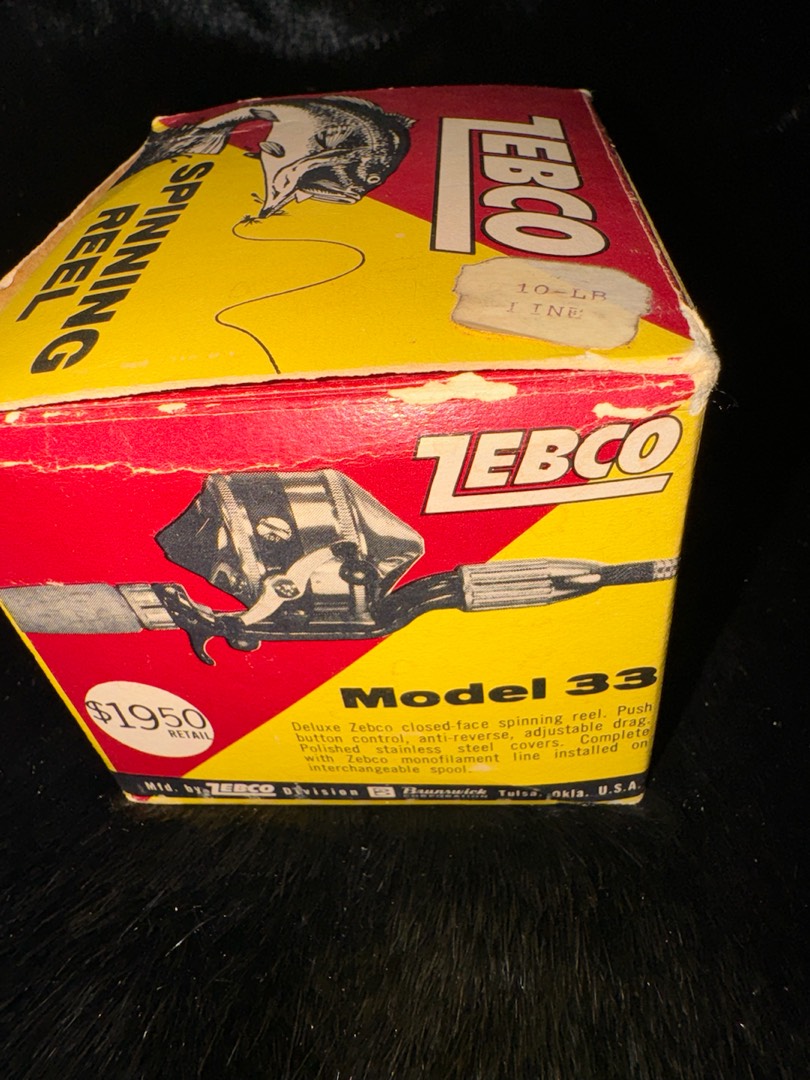 ZEBCO
SPINNING
REEL
10-LB
LINE
ZEBCO
Model 33
$19.50
RETAIL
Deluxe Zebco closed-face spinning reel. Push
button control, anti-reverse, adjustable drag.
Polished stainless steel covers. Complete
with Zebco monofilament line installed on
interchangeable spool.
Mfd. by ZEBCO Division Brunswick CORPORATION Tulsa, Okla. U.S.A.